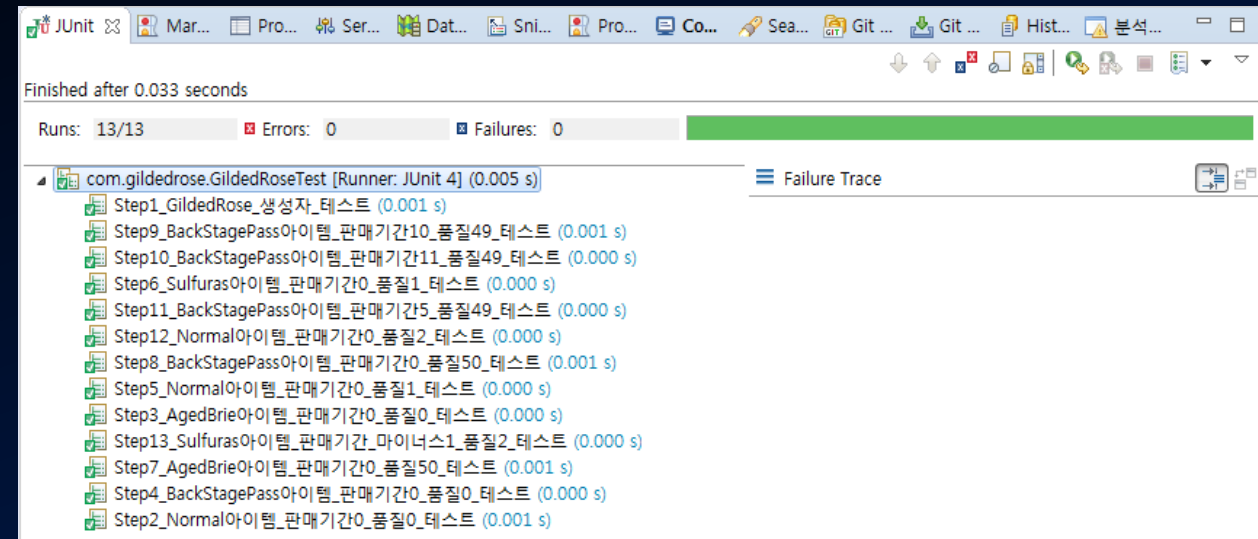 JUnit Mar... Pro... Ser... Dat... Sni... Pro... Co... Sea... Git ... Git ... Hist... 분석...
Finished after 0.033 seconds
Runs: 13/13 Errors: 0 Failures: 0
com.gildedrose.GildedRoseTest [Runner: JUnit 4] (0.005 s) Failure Trace
Step1_GildedRose_생성자_테스트 (0.001 s)
Step9_BackStagePass아이템_판매기간10_품질49_테스트 (0.001 s)
Step10_BackStagePass아이템_판매기간11_품질49_테스트 (0.000 s)
Step6_Sulfuras아이템_판매기간0_품질1_테스트 (0.000 s)
Step11_BackStagePass아이템_판매기간5_품질49_테스트 (0.000 s)
Step12_Normal아이템_판매기간0_품질2_테스트 (0.000 s)
Step8_BackStagePass아이템_판매기간0_품질50_테스트 (0.001 s)
Step5_Normal아이템_판매기간0_품질1_테스트 (0.000 s)
Step3_AgedBrie아이템_판매기간0_품질0_테스트 (0.000 s)
Step13_Sulfuras아이템_판매기간_마이너스1_품질2_테스트 (0.000 s)
Step7_AgedBrie아이템_판매기간0_품질50_테스트 (0.001 s)
Step4_BackStagePass아이템_판매기간0_품질0_테스트 (0.000 s)
Step2_Normal아이템_판매기간0_품질0_테스트 (0.001 s)